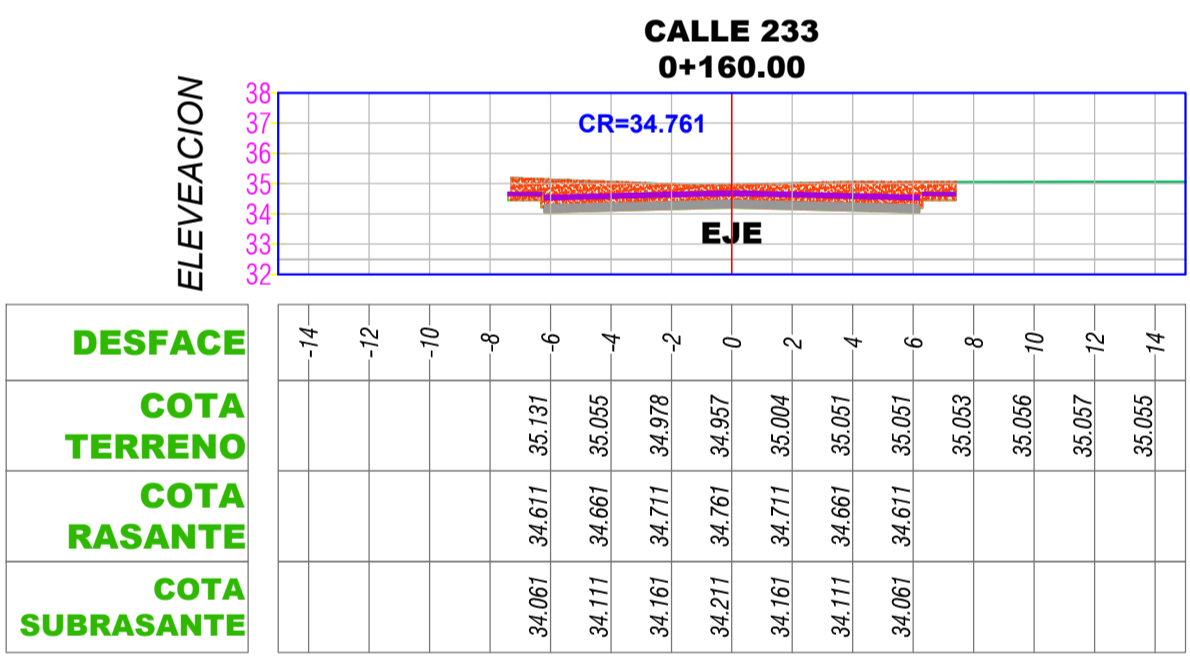 CALLE 233
0+160.00
ELEVEACION
38
37
36
35
34
33
32
CR=34.761
EJE
DESFACE -14 -12 -10 -8 -6 -4 -2 0 2 4 6 8 10 12 14
COTA
TERRENO 35.131 35.055 34.978 34.957 35.004 35.051 35.051 35.053 35.056 35.057 35.055
COTA
RASANTE 34.611 34.661 34.711 34.761 34.711 34.661 34.611
COTA
SUBRASANTE 34.061 34.111 34.161 34.211 34.161 34.111 34.061